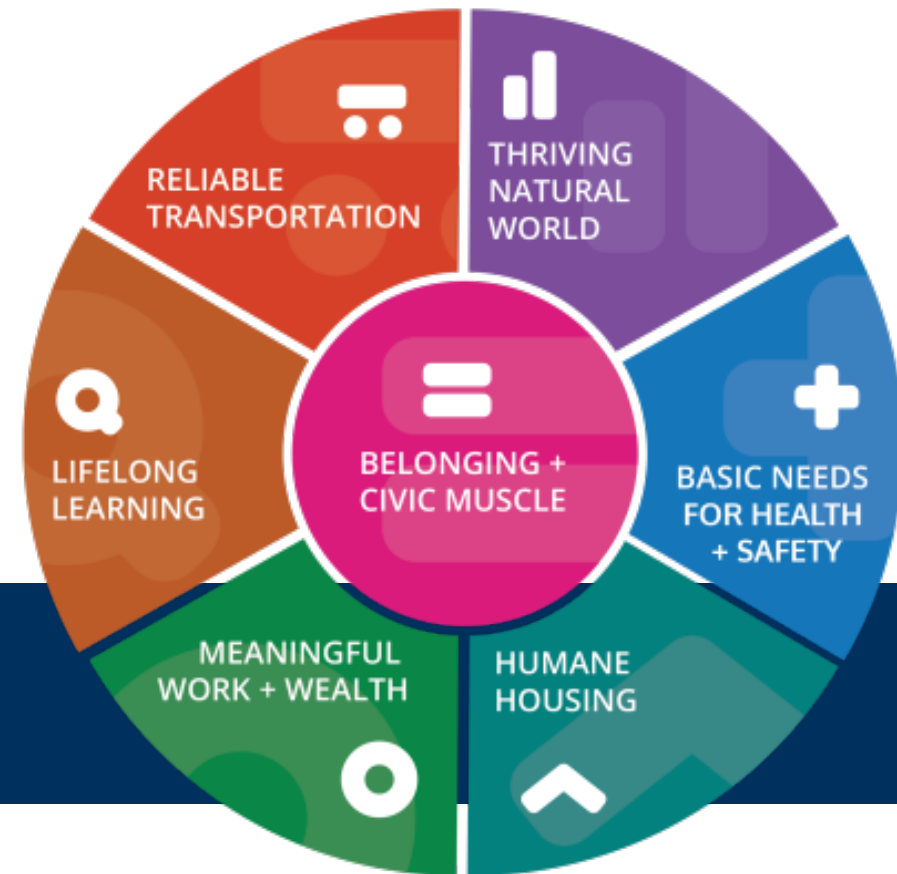 RELIABLE
TRANSPORTATION
THRIVING
NATURAL
WORLD
LIFELONG
LEARNING
BELONGING +
CIVIC MUSCLE
BASIC NEEDS
FOR HEALTH
+ SAFETY
MEANINGFUL
WORK + WEALTH
HUMANE
HOUSING